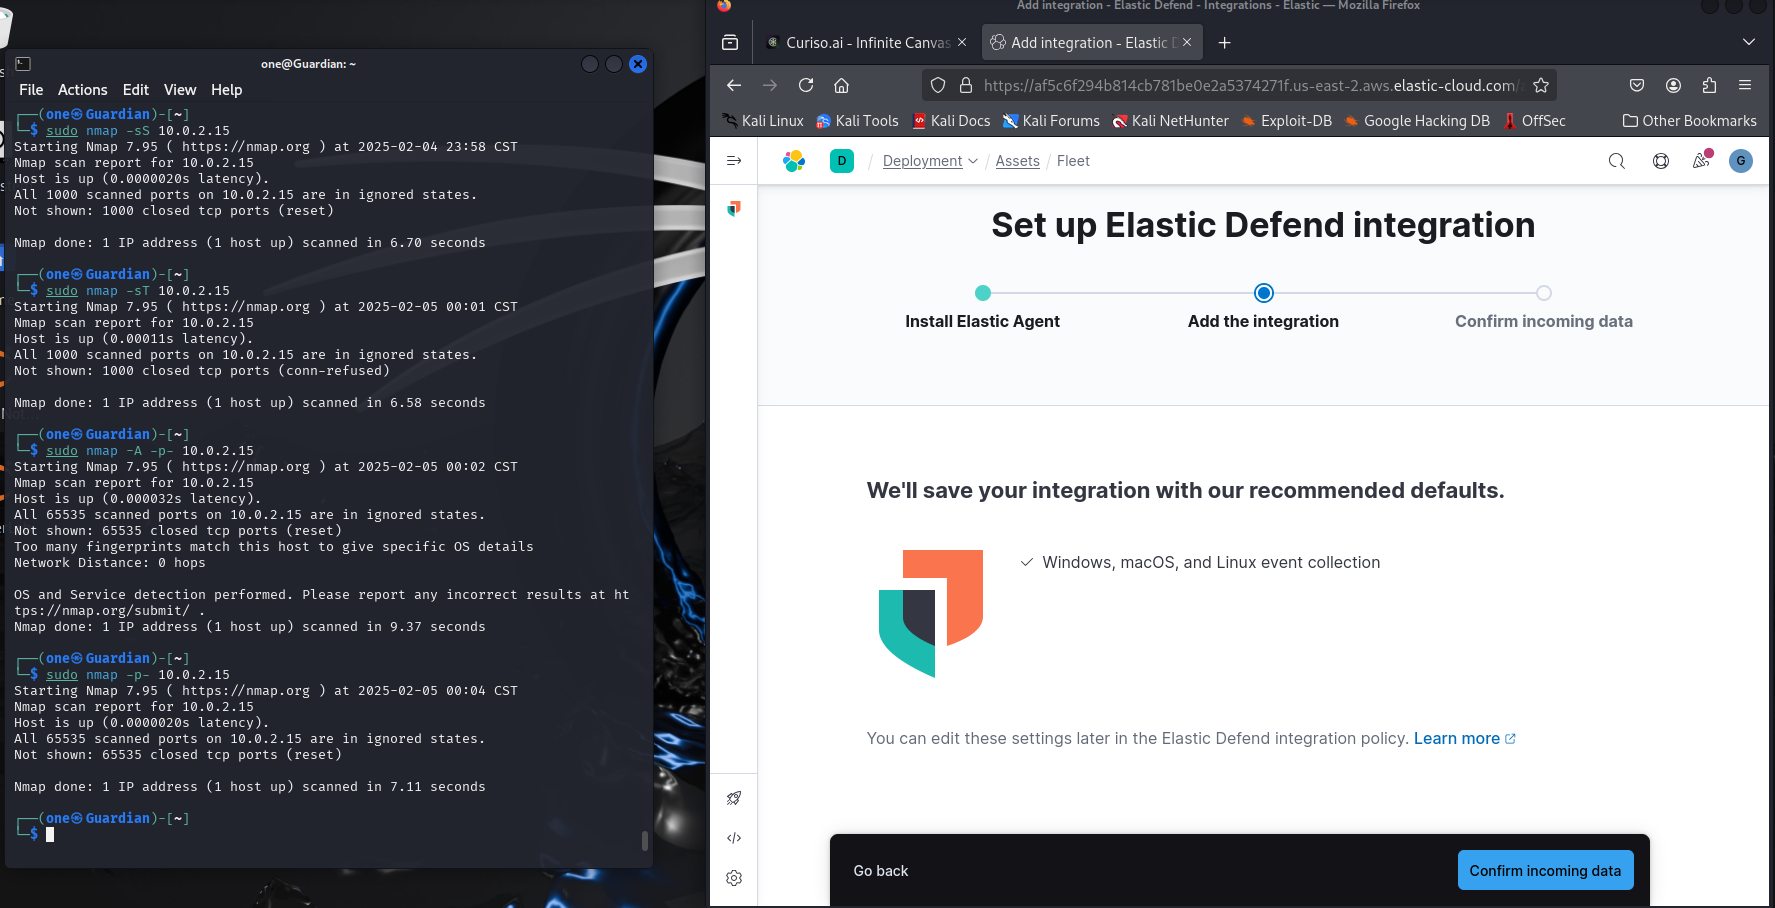 one@Guardian: ~
File Actions Edit View Help
┌──(one㉿Guardian)-[~]
└─$ sudo nmap -sS 10.0.2.15
Starting Nmap 7.95 ( https://nmap.org ) at 2025-02-04 23:58 CST
Nmap scan report for 10.0.2.15
Host is up (0.0000020s latency).
All 1000 scanned ports on 10.0.2.15 are in ignored states.
Not shown: 1000 closed tcp ports (reset)
Nmap done: 1 IP address (1 host up) scanned in 6.70 seconds
┌──(one㉿Guardian)-[~]
└─$ sudo nmap -sT 10.0.2.15
Starting Nmap 7.95 ( https://nmap.org ) at 2025-02-05 00:01 CST
Nmap scan report for 10.0.2.15
Host is up (0.00011s latency).
All 1000 scanned ports on 10.0.2.15 are in ignored states.
Not shown: 1000 closed tcp ports (conn-refused)
Nmap done: 1 IP address (1 host up) scanned in 6.58 seconds
┌──(one㉿Guardian)-[~]
└─$ sudo nmap -A -p- 10.0.2.15
Starting Nmap 7.95 ( https://nmap.org ) at 2025-02-05 00:02 CST
Nmap scan report for 10.0.2.15
Host is up (0.000032s latency).
All 65535 scanned ports on 10.0.2.15 are in ignored states.
Not shown: 65535 closed tcp ports (reset)
Too many fingerprints match this host to give specific OS details
Network Distance: 0 hops
OS and Service detection performed. Please report any incorrect results at ht
tps://nmap.org/submit/ .
Nmap done: 1 IP address (1 host up) scanned in 9.37 seconds
┌──(one㉿Guardian)-[~]
└─$ sudo nmap -p- 10.0.2.15
Starting Nmap 7.95 ( https://nmap.org ) at 2025-02-05 00:04 CST
Nmap scan report for 10.0.2.15
Host is up (0.0000020s latency).
All 65535 scanned ports on 10.0.2.15 are in ignored states.
Not shown: 65535 closed tcp ports (reset)
Nmap done: 1 IP address (1 host up) scanned in 7.11 seconds
┌──(one㉿Guardian)-[~]
└─$
Add integration - Elastic Defend - Integrations - Elastic — Mozilla Firefox
Curiso.ai - Infinite Canvas Add integration - Elastic D
https://af5c6f294b814cb781be0e2a5374271f.us-east-2.aws.elastic-cloud.com/
Kali Linux Kali Tools Kali Docs Kali Forums Kali NetHunter Exploit-DB Google Hacking DB OffSec Other Bookmarks
D / Deployment / Assets / Fleet G
Set up Elastic Defend integration
Install Elastic Agent Add the integration Confirm incoming data
We'll save your integration with our recommended defaults.
Windows, macOS, and Linux event collection
You can edit these settings later in the Elastic Defend integration policy. Learn more
Go back Confirm incoming data